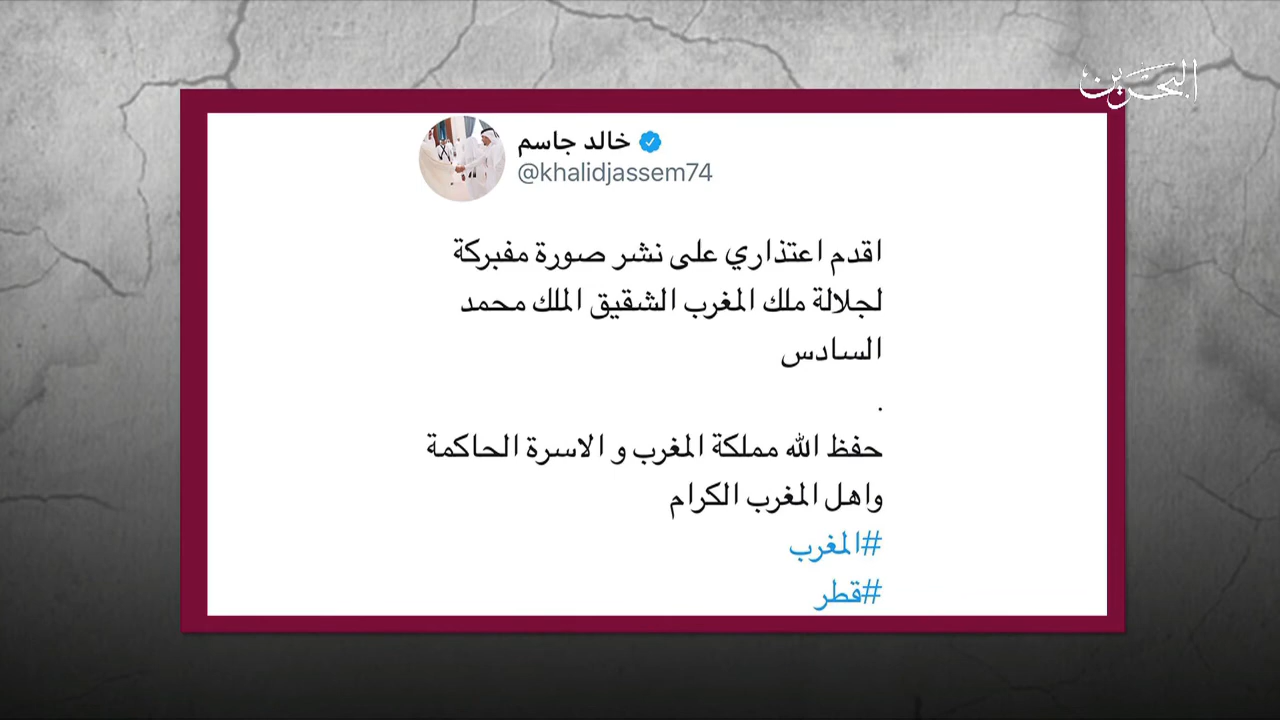 البحرين
خالد جاسم
@khalidjassem74
اقدم اعتذاري على نشر صورة مفبركة
لجلالة ملك المغرب الشقيق الملك محمد
السادس
.
حفظ الله مملكة المغرب و الاسرة الحاكمة
واهل المغرب الكرام
#المغرب
#قطر